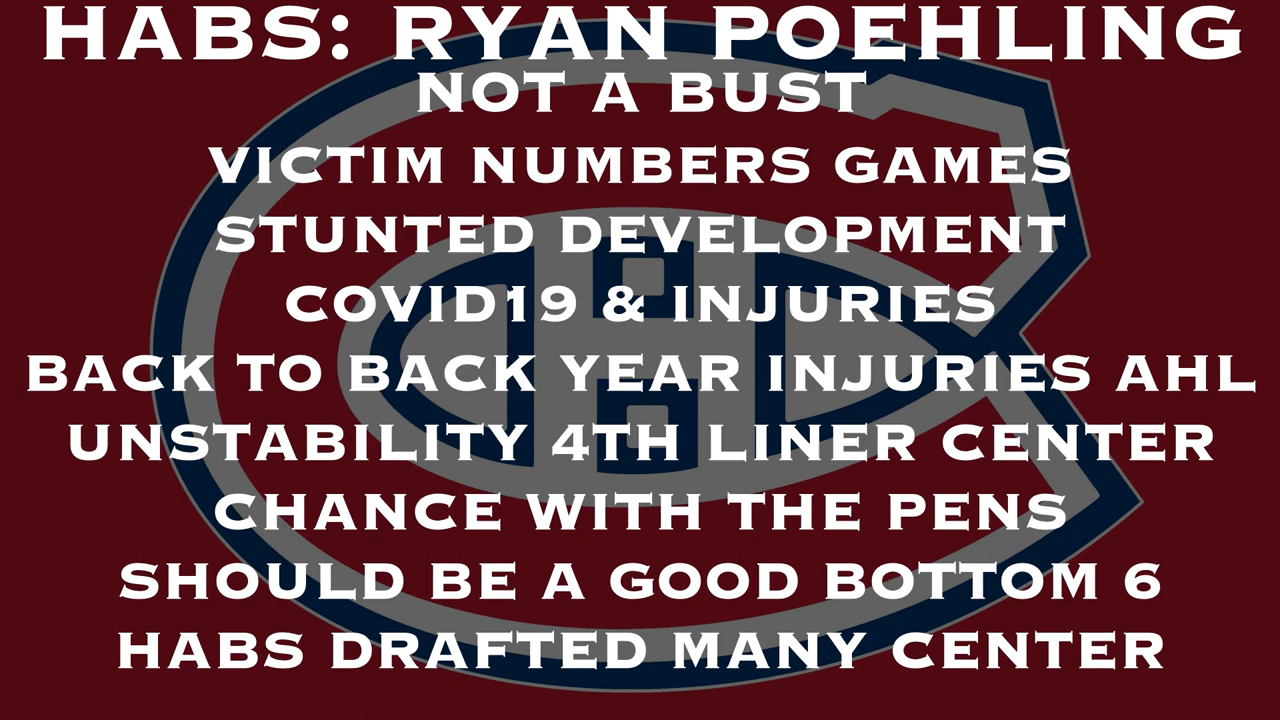 HABS: RYAN POEHLING
NOT A BUST
VICTIM NUMBERS GAMES
STUNTED DEVELOPMENT
COVID19 & INJURIES
BACK TO BACK YEAR INJURIES AHL
UNSTABILITY 4TH LINER CENTER
CHANCE WITH THE PENS
SHOULD BE A GOOD BOTTOM 6
HABS DRAFTED MANY CENTER